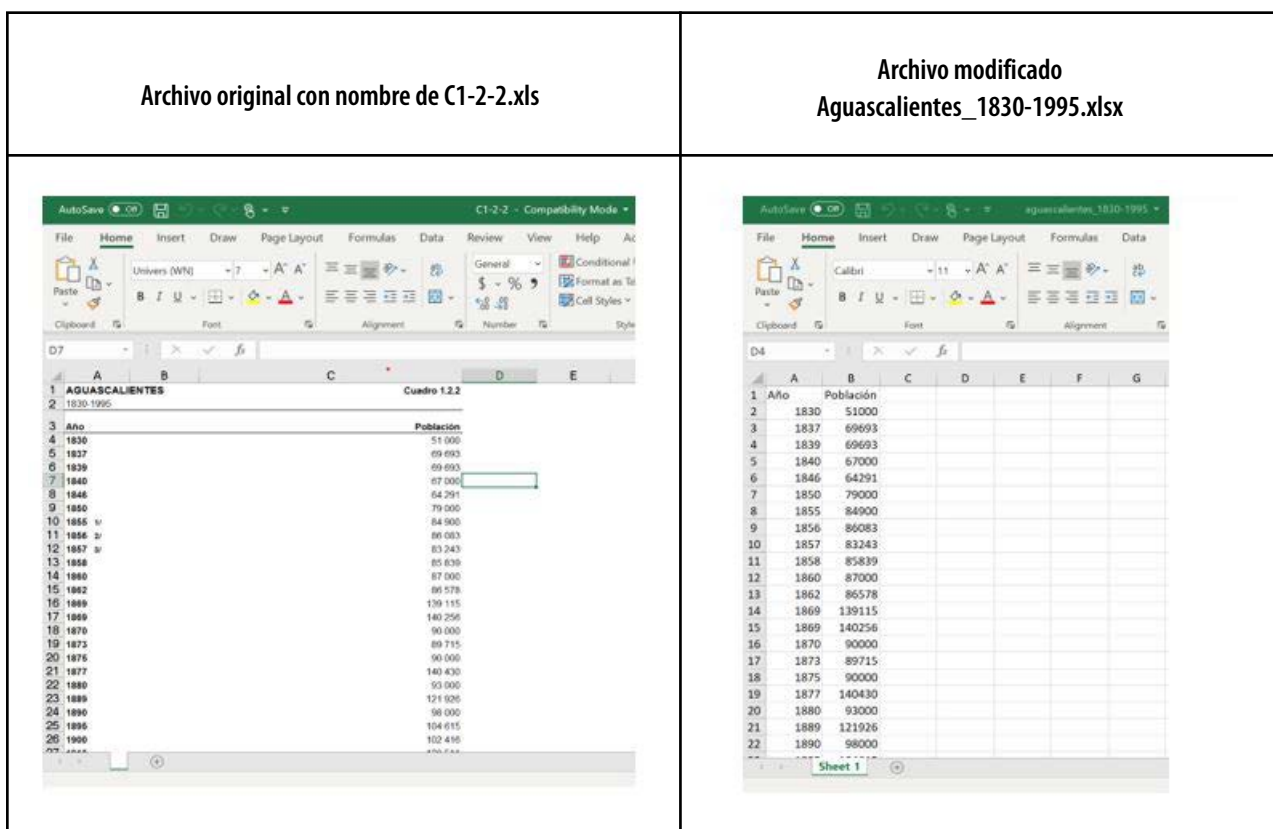 Archivo original con nombre de C1-2-2.xls
Archivo modificado
Aguascalientes_1830-1995.xlsx
AutoSave Off
C1-2-2 - Compatibility Mode
File Home Insert Draw Page Layout Formulas Data Review View Help
Paste
Univers (WN) 7 A A
B I U
General
$ - % 9
Conditional
Format as
Cell Styles
Clipboard Font Alignment Number
D7 fx
A B C D E
1 AGUASCALIENTES Cuadro 1.2.2
2 1830-1995
3 Año Población
4 1830 51 000
5 1837 69 693
6 1839 69 693
7 1840 67 000
8 1846 64 291
9 1850 79 000
10 1855 1/ 84 900
11 1856 2/ 86 083
12 1857 3/ 83 243
13 1858 85 839
14 1860 87 000
15 1862 86 578
16 1869 139 115
17 1869 140 256
18 1870 90 000
19 1873 89 715
20 1875 90 000
21 1877 140 430
22 1880 93 000
23 1889 121 926
24 1890 98 000
25 1895 104 615
26 1900 102 416
AutoSave Off
aguascalientes_1830-1995
File Home Insert Draw Page Layout Formulas Data
Paste
Calibri 11 A A
B I U
Clipboard Font Alignment
D4 fx
A B C D E F G
1 Año Población
2 1830 51000
3 1837 69693
4 1839 69693
5 1840 67000
6 1846 64291
7 1850 79000
8 1855 84900
9 1856 86083
10 1857 83243
11 1858 85839
12 1860 87000
13 1862 86578
14 1869 139115
15 1869 140256
16 1870 90000
17 1873 89715
18 1875 90000
19 1877 140430
20 1880 93000
21 1889 121926
22 1890 98000
Sheet 1